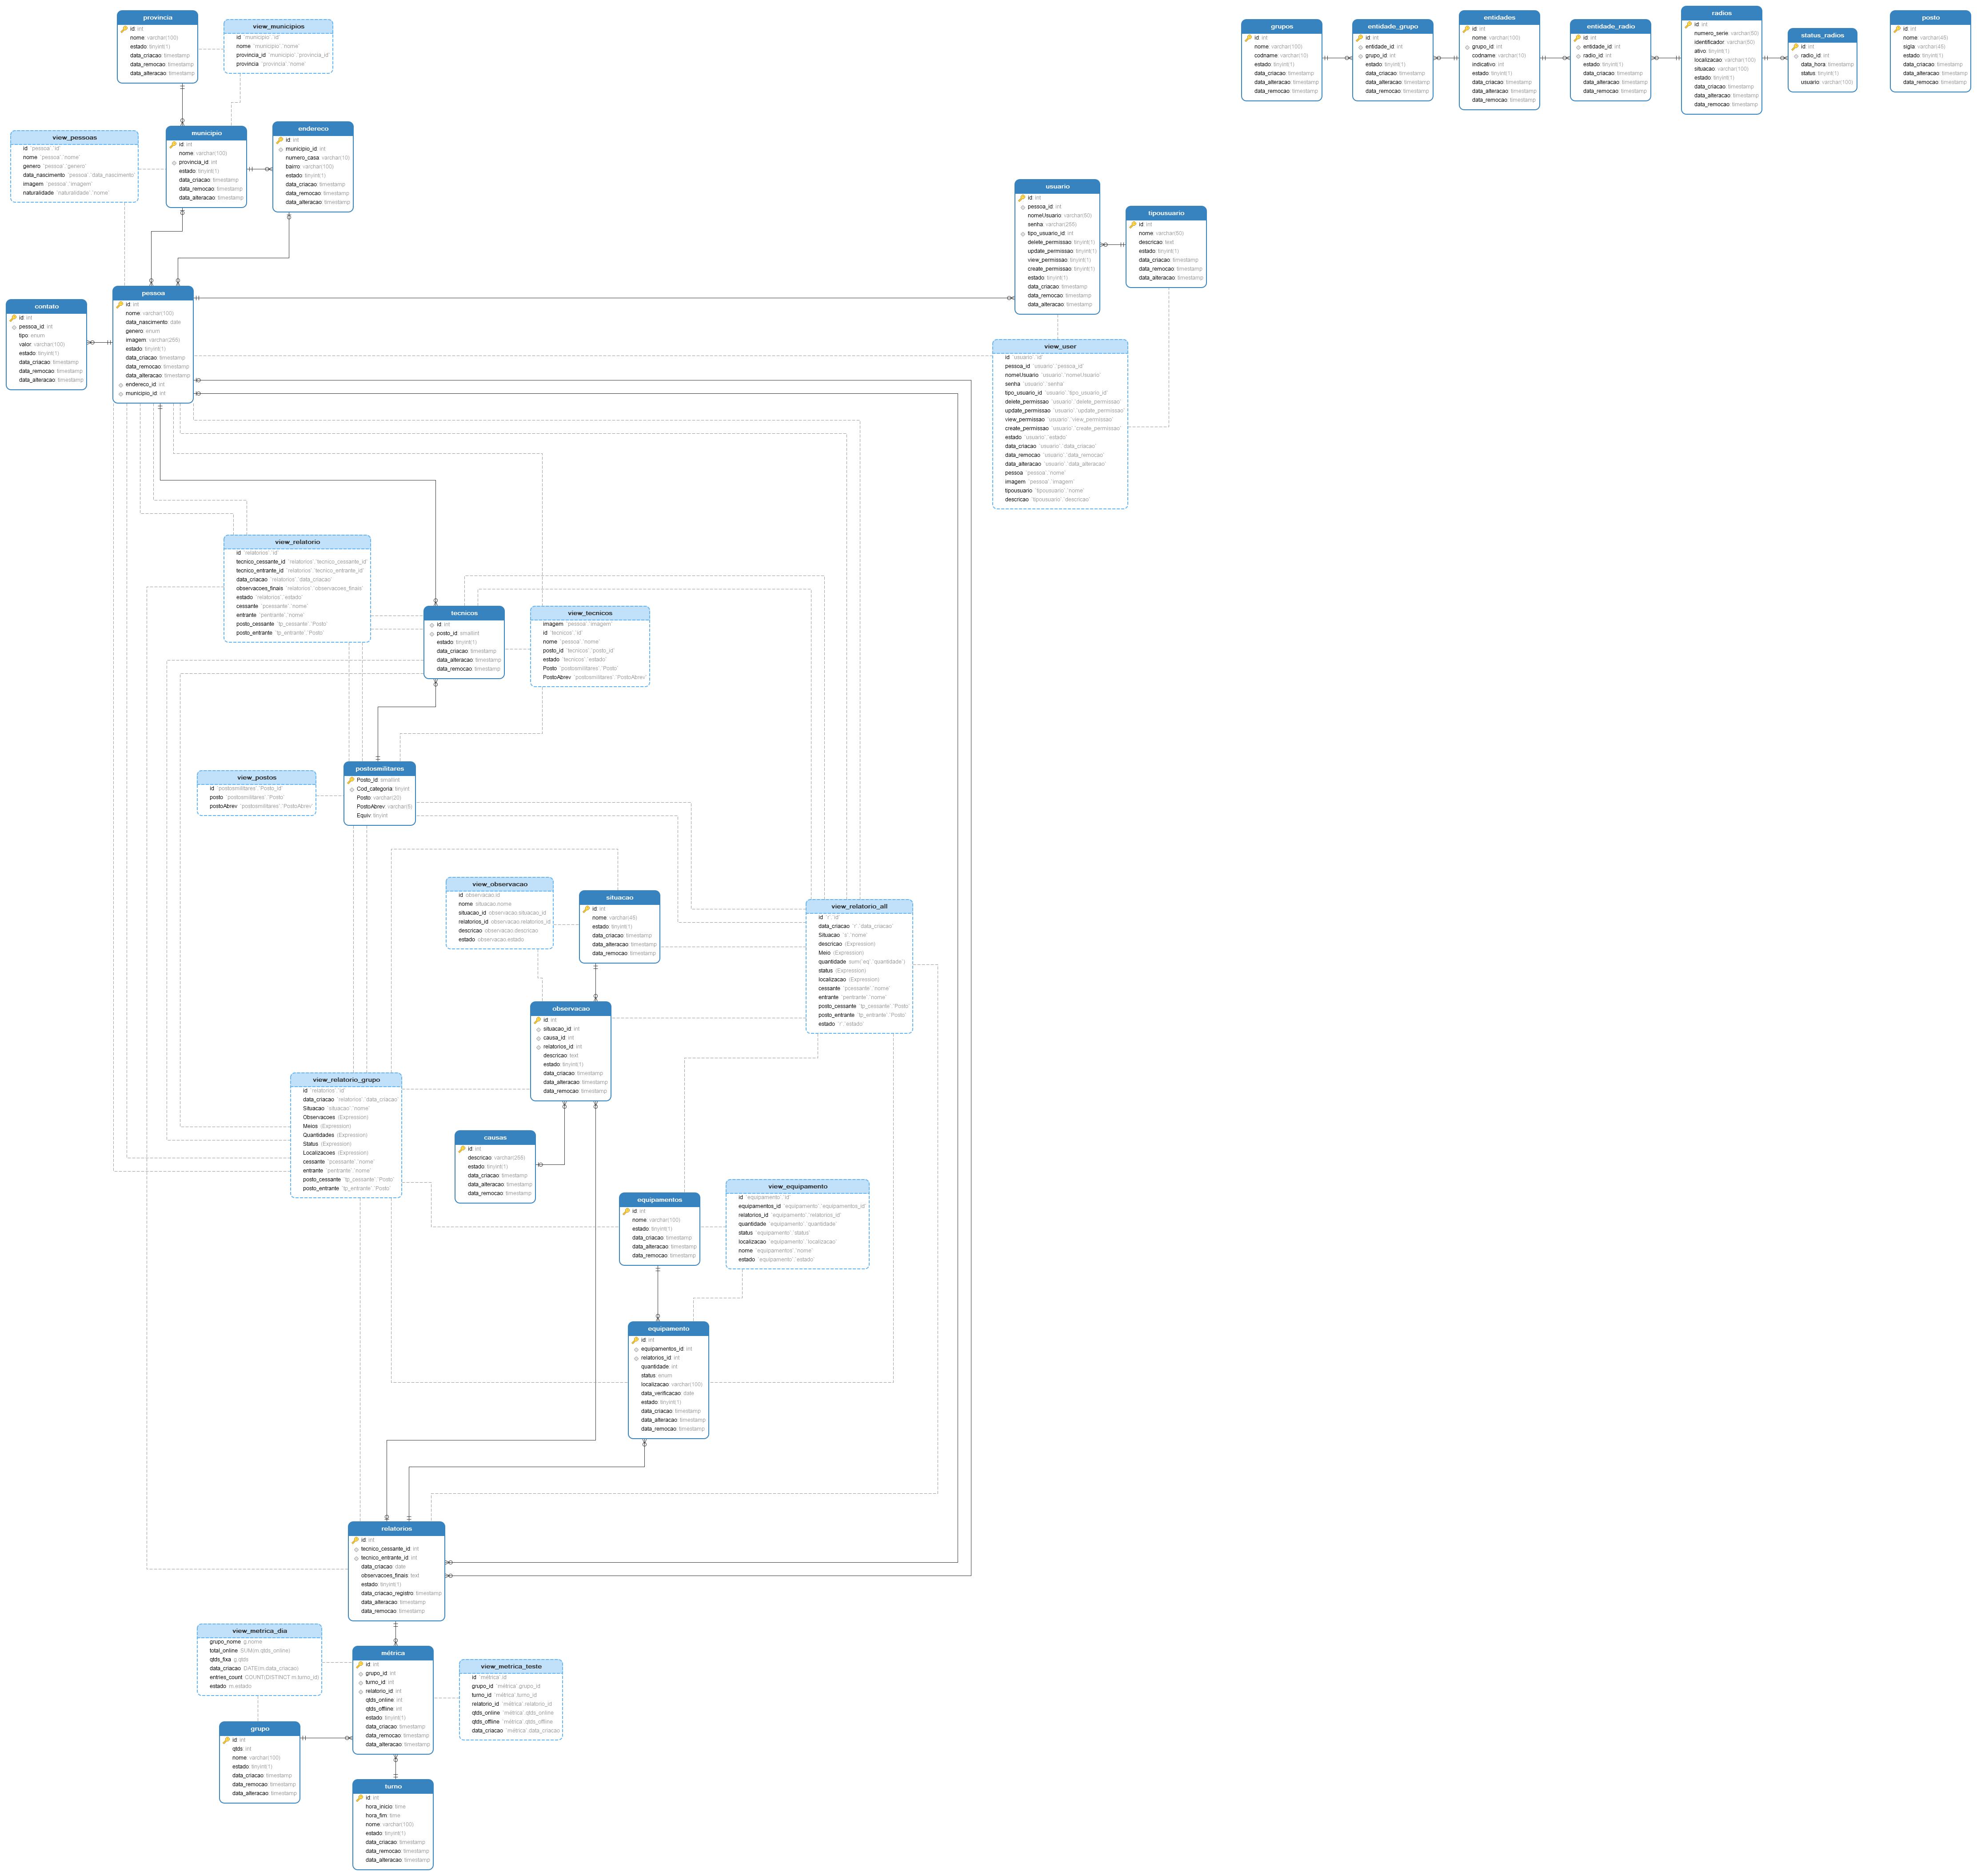 provincia
id int
nome varchar(100)
estado tinyint(1)
data_criacao timestamp
data_remocao timestamp
data_alteracao timestamp
view_municipios
id `municipio`.`id`
nome `municipio`.`nome`
provincia_id `municipio`.`provincia_id`
provincia `provincia`.`nome`
grupos
id int
nome varchar(100)
codname varchar(10)
estado tinyint(1)
data_criacao timestamp
data_alteracao timestamp
data_remocao timestamp
entidade_grupo
id int
entidade_id int
grupo_id int
estado tinyint(1)
data_criacao timestamp
data_alteracao timestamp
data_remocao timestamp
entidades
id int
nome varchar(100)
grupo_id int
codname varchar(10)
indicativo int
estado tinyint(1)
data_criacao timestamp
data_alteracao timestamp
data_remocao timestamp
entidade_radio
id int
entidade_id int
radio_id int
estado tinyint(1)
data_criacao timestamp
data_alteracao timestamp
data_remocao timestamp
radios
id int
numero_serie varchar(50)
identificador varchar(50)
ativo tinyint(1)
localizacao varchar(100)
situacao varchar(100)
estado tinyint(1)
data_criacao timestamp
data_alteracao timestamp
data_remocao timestamp
status_radios
id int
radio_id int
data_hora timestamp
status tinyint(1)
usuario varchar(100)
posto
id int
nome varchar(45)
sigla varchar(45)
estado tinyint(1)
data_criacao timestamp
data_alteracao timestamp
data_remocao timestamp
view_pessoas
id `pessoa`.`id`
nome `pessoa`.`nome`
genero `pessoa`.`genero`
data_nascimento `pessoa`.`data_nascimento`
imagem `pessoa`.`imagem`
naturalidade `naturalidade`.`nome`
municipio
id int
nome varchar(100)
provincia_id int
estado tinyint(1)
data_criacao timestamp
data_remocao timestamp
data_alteracao timestamp
endereco
id int
municipio_id int
numero_casa varchar(10)
bairro varchar(100)
estado tinyint(1)
data_criacao timestamp
data_remocao timestamp
data_alteracao timestamp
usuario
id int
pessoa_id int
nomeUsuario varchar(50)
senha varchar(255)
tipo_usuario_id int
delete_permissao tinyint(1)
update_permissao tinyint(1)
view_permissao tinyint(1)
create_permissao tinyint(1)
estado tinyint(1)
data_criacao timestamp
data_remocao timestamp
data_alteracao timestamp
tipousuario
id int
nome varchar(50)
descricao text
estado tinyint(1)
data_criacao timestamp
data_remocao timestamp
data_alteracao timestamp
contato
id int
pessoa_id int
tipo enum
valor varchar(100)
estado tinyint(1)
data_criacao timestamp
data_remocao timestamp
data_alteracao timestamp
pessoa
id int
nome varchar(100)
data_nascimento date
genero enum
imagem varchar(255)
estado tinyint(1)
data_criacao timestamp
data_remocao timestamp
data_alteracao timestamp
endereco_id int
municipio_id int
view_user
id `usuario`.`id`
pessoa_id `usuario`.`pessoa_id`
nomeUsuario `usuario`.`nomeUsuario`
senha `usuario`.`senha`
tipo_usuario_id `usuario`.`tipo_usuario_id`
delete_permissao `usuario`.`delete_permissao`
update_permissao `usuario`.`update_permissao`
view_permissao `usuario`.`view_permissao`
create_permissao `usuario`.`create_permissao`
estado `usuario`.`estado`
data_criacao `usuario`.`data_criacao`
data_remocao `usuario`.`data_remocao`
data_alteracao `usuario`.`data_alteracao`
pessoa `pessoa`.`nome`
imagem `pessoa`.`imagem`
tipousuario `tipousuario`.`nome`
descricao `tipousuario`.`descricao`
view_relatorio
id `relatorios`.`id`
tecnico_cessante_id `relatorios`.`tecnico_cessante_id`
tecnico_entrante_id `relatorios`.`tecnico_entrante_id`
data_criacao `relatorios`.`data_criacao`
observacoes_finais `relatorios`.`observacoes_finais`
estado `relatorios`.`estado`
cessante `pcessante`.`nome`
entrante `pentrante`.`nome`
posto_cessante `tp_cessante`.`Posto`
posto_entrante `tp_entrante`.`Posto`
tecnicos
id int
posto_id smallint
estado tinyint(1)
data_criacao timestamp
data_alteracao timestamp
data_remocao timestamp
view_tecnicos
imagem `pessoa`.`imagem`
id `tecnicos`.`id`
nome `pessoa`.`nome`
posto_id `tecnicos`.`posto_id`
estado `tecnicos`.`estado`
Posto `postosmilitares`.`Posto`
PostoAbrev `postosmilitares`.`PostoAbrev`
view_postos
id `postosmilitares`.`Posto_id`
posto `postosmilitares`.`Posto`
postoAbrev `postosmilitares`.`PostoAbrev`
postosmilitares
Posto_id smallint
Cod_categoria tinyint
Posto varchar(20)
PostoAbrev varchar(8)
Equiv tinyint
view_observacao
id observacao.id
nome situacao.nome
situacao_id observacao.situacao_id
relatorios_id observacao.relatorios_id
descricao observacao.descricao
estado observacao.estado
situacao
id int
nome varchar(45)
estado tinyint(1)
data_criacao timestamp
data_alteracao timestamp
data_remocao timestamp
view_relatorio_all
id `r`.`id`
data_criacao `r`.`data_criacao`
Situacao `s`.`nome`
descricao (Expression)
Meio (Expression)
quantidade sum(`eq`.`quantidade`)
status (Expression)
localizacao (Expression)
cessante `pcessante`.`nome`
entrante `pentrante`.`nome`
posto_cessante `tp_cessante`.`Posto`
posto_entrante `tp_entrante`.`Posto`
estado `r`.`estado`
observacao
id int
situacao_id int
causa_id int
relatorios_id int
descricao text
estado tinyint(1)
data_criacao timestamp
data_alteracao timestamp
data_remocao timestamp
view_relatorio_grupo
id `relatorios`.`id`
data_criacao `relatorios`.`data_criacao`
Situacao `situacao`.`nome`
Observacoes (Expression)
Meios (Expression)
Quantidades (Expression)
Status (Expression)
Localizacoes (Expression)
cessante `pcessante`.`nome`
entrante `pentrante`.`nome`
posto_cessante `tp_cessante`.`Posto`
posto_entrante `tp_entrante`.`Posto`
causas
id int
descricao varchar(255)
estado tinyint(1)
data_criacao timestamp
data_alteracao timestamp
data_remocao timestamp
equipamentos
id int
nome varchar(100)
estado tinyint(1)
data_criacao timestamp
data_alteracao timestamp
data_remocao timestamp
view_equipamento
id `equipamento`.`id`
equipamentos_id `equipamento`.`equipamentos_id`
relatorios_id `equipamento`.`relatorios_id`
quantidade `equipamento`.`quantidade`
status `equipamento`.`status`
localizacao `equipamento`.`localizacao`
nome `equipamentos`.`nome`
estado `equipamento`.`estado`
equipamento
id int
equipamentos_id int
relatorios_id int
quantidade int
status enum
localizacao varchar(100)
data_verificacao date
estado tinyint(1)
data_criacao timestamp
data_alteracao timestamp
data_remocao timestamp
relatorios
id int
tecnico_cessante_id int
tecnico_entrante_id int
data_criacao date
observacoes_finais text
estado tinyint(1)
data_criacao_registro timestamp
data_alteracao timestamp
data_remocao timestamp
view_metrica_dia
grupo_nome g.nome
total_online SUM(m.qtds_online)
qtds_fixa g.qtds
data_criacao DATE(m.data_criacao)
entries_count COUNT(DISTINCT m.turno_id)
estado m.estado
métrica
id int
grupo_id int
turno_id int
relatorio_id int
qtds_online int
qtds_offline int
estado tinyint(1)
data_criacao timestamp
data_remocao timestamp
data_alteracao timestamp
view_metrica_testo
id `métrica`.id
grupo_id `métrica`.grupo_id
turno_id `métrica`.turno_id
relatorio_id `métrica`.relatorio_id
qtds_online `métrica`.qtds_online
qtds_offline `métrica`.qtds_offline
data_criacao `métrica`.data_criacao
grupo
id int
qtds int
nome varchar(100)
estado tinyint(1)
data_criacao timestamp
data_remocao timestamp
data_alteracao timestamp
turno
id int
hora_inicio time
hora_fim time
nome varchar(100)
estado tinyint(1)
data_criacao timestamp
data_remocao timestamp
data_alteracao timestamp